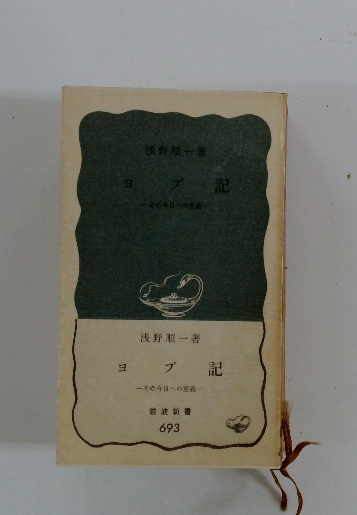 浅野順一著
ヨブ記
—その今日への意義—
浅野順一著
ヨブ記
—その今日への意義—
岩波新書
693